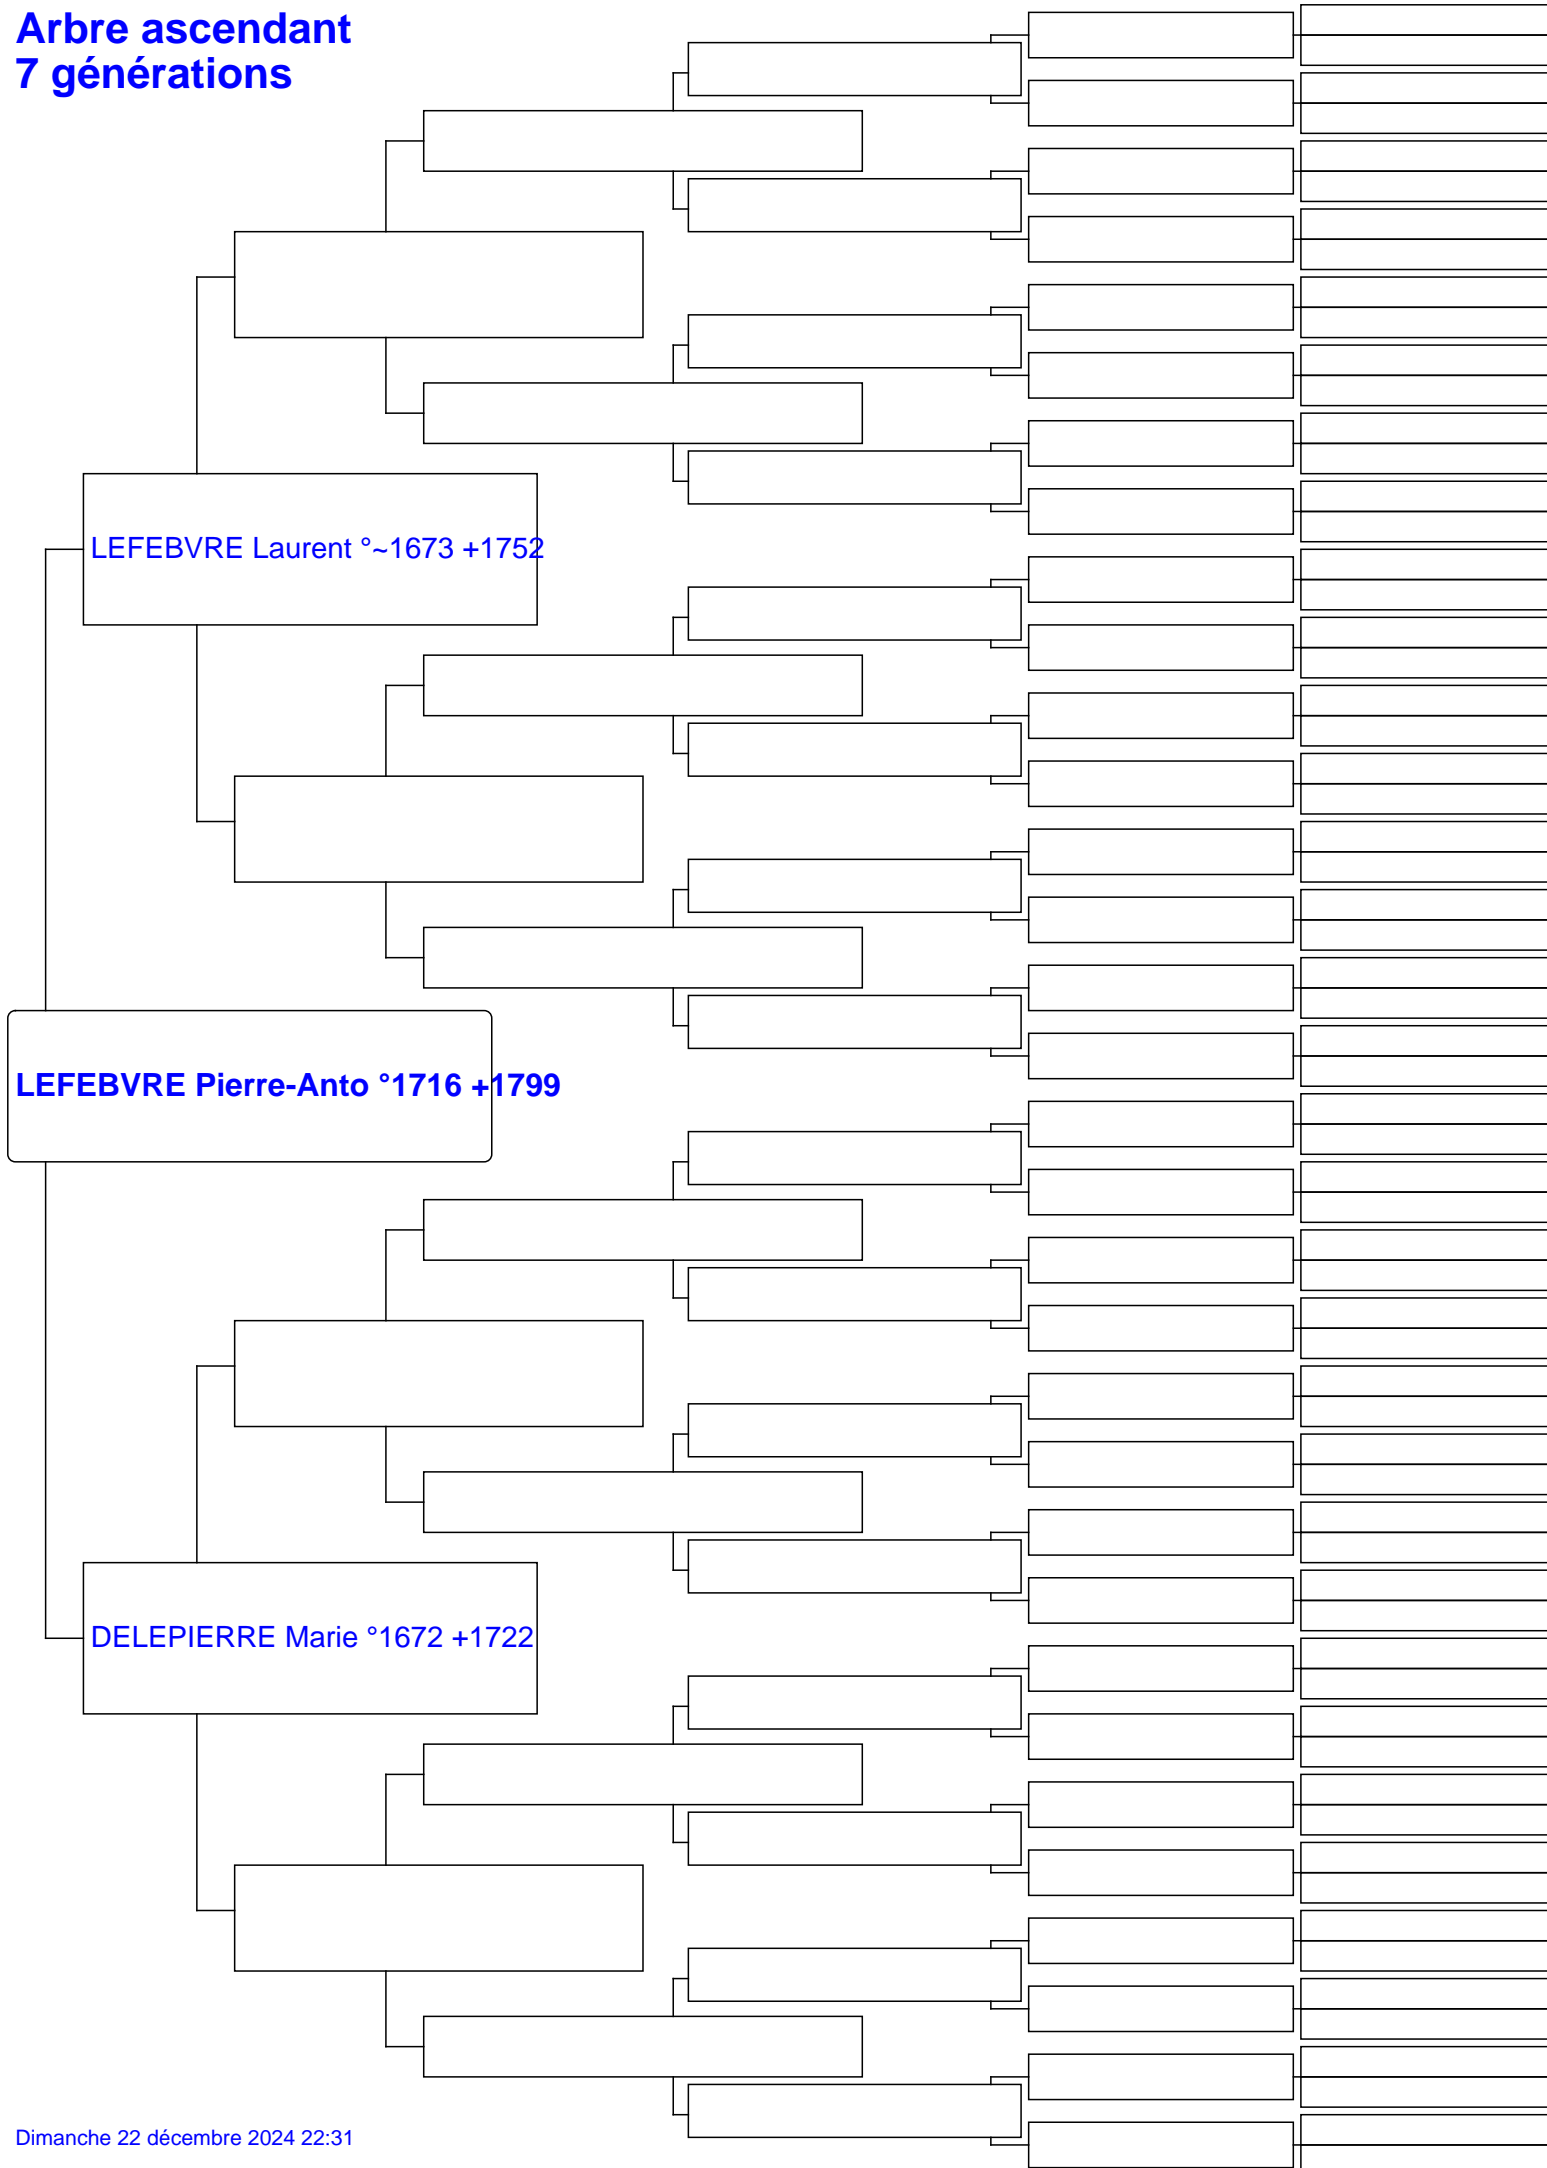 Arbre ascendant
7 générations
LEFEBVRE Laurent °~1673 +1752
LEFEBVRE Pierre-Anto °1716 +1799
DELEPIERRE Marie °1672 +1722
Dimanche 22 décembre 2024 22:31